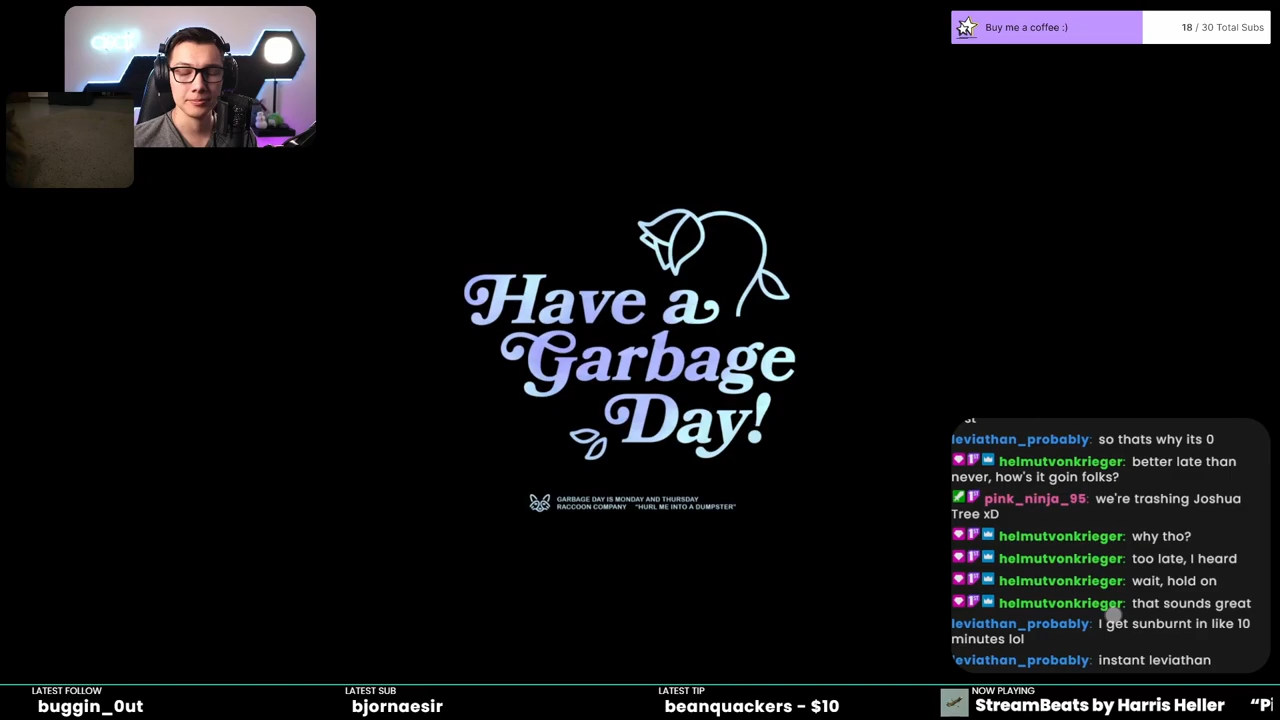 Buy me a coffee :)
18 / 30 Total Subs
Have a
Garbage
Day!
GARBAGE DAY IS MONDAY AND THURSDAY
RACCOON COMPANY "HURL ME INTO A DUMPSTER"
leviathan_probably: so thats why its 0
helmutvonkrieger: better late than
never, how's it goin folks?
pink_ninja_95: we're trashing Joshua
Tree xD
helmutvonkrieger: why tho?
helmutvonkrieger: too late, I heard
helmutvonkrieger: wait, hold on
helmutvonkrieger: that sounds great
leviathan_probably: I get sunburnt in like 10
minutes lol
leviathan_probably: instant leviathan
LATEST FOLLOW
buggin_0ut
LATEST SUB
bjornaesir
LATEST TIP
beanquackers - $10
NOW PLAYING
StreamBeats by Harris Heller